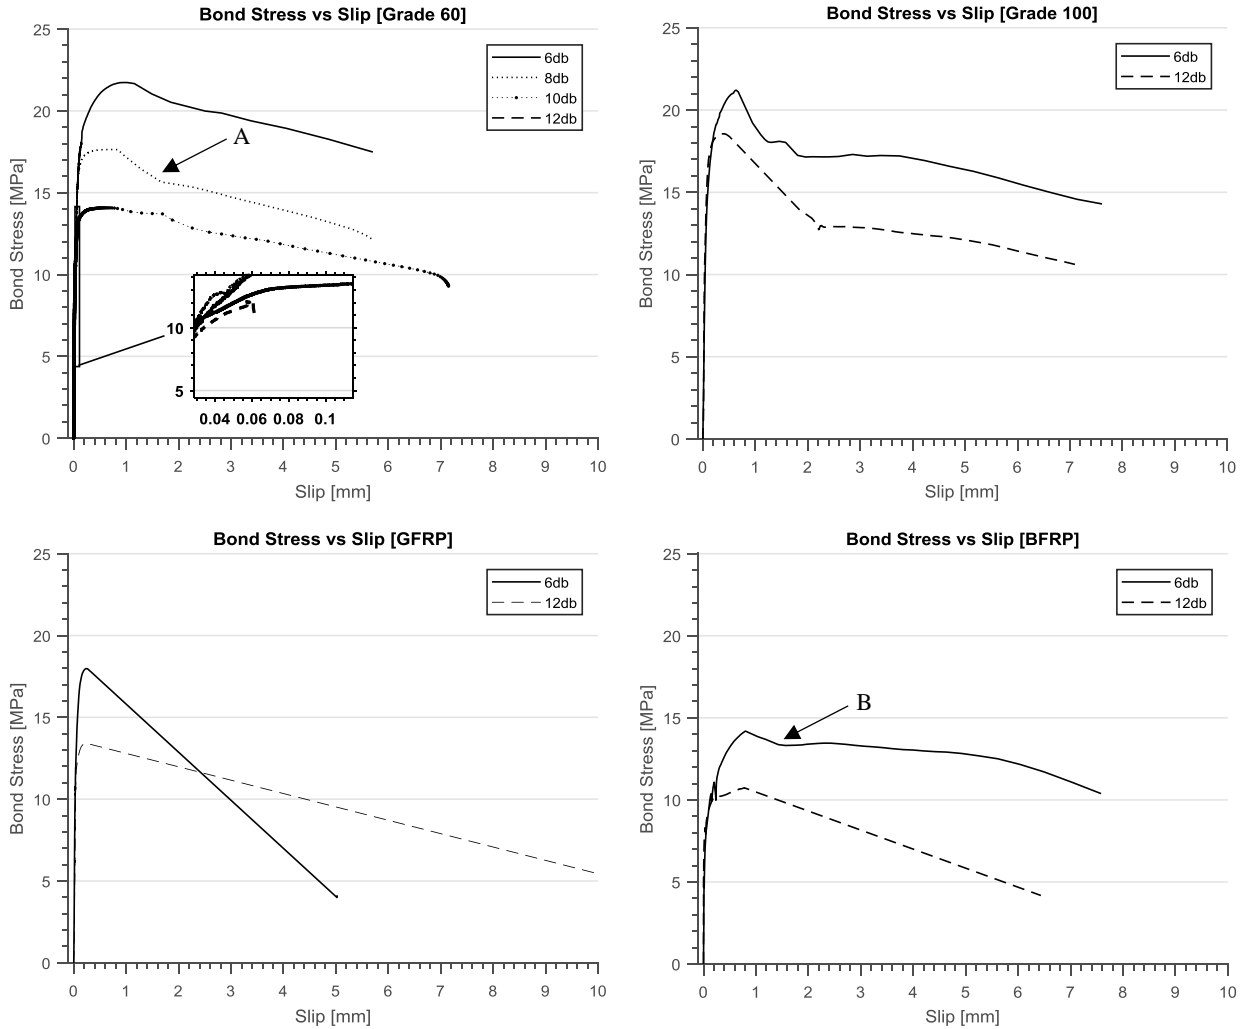 Bond Stress vs Slip [Grade 60]
25
20
15
10
5
0
Bond Stress [MPa]
6db
8db
10db
12db
A
10
5
0.04 0.06 0.08 0.1
0 1 2 3 4 5 6 7 8 9 10
Slip [mm]
Bond Stress vs Slip [Grade 100]
25
20
15
10
5
0
Bond Stress [MPa]
6db
12db
0 1 2 3 4 5 6 7 8 9 10
Slip [mm]
Bond Stress vs Slip [GFRP]
25
20
15
10
5
0
Bond Stress [MPa]
6db
12db
0 1 2 3 4 5 6 7 8 9 10
Slip [mm]
Bond Stress vs Slip [BFRP]
25
20
15
10
5
0
Bond Stress [MPa]
6db
12db
B
0 1 2 3 4 5 6 7 8 9 10
Slip [mm]